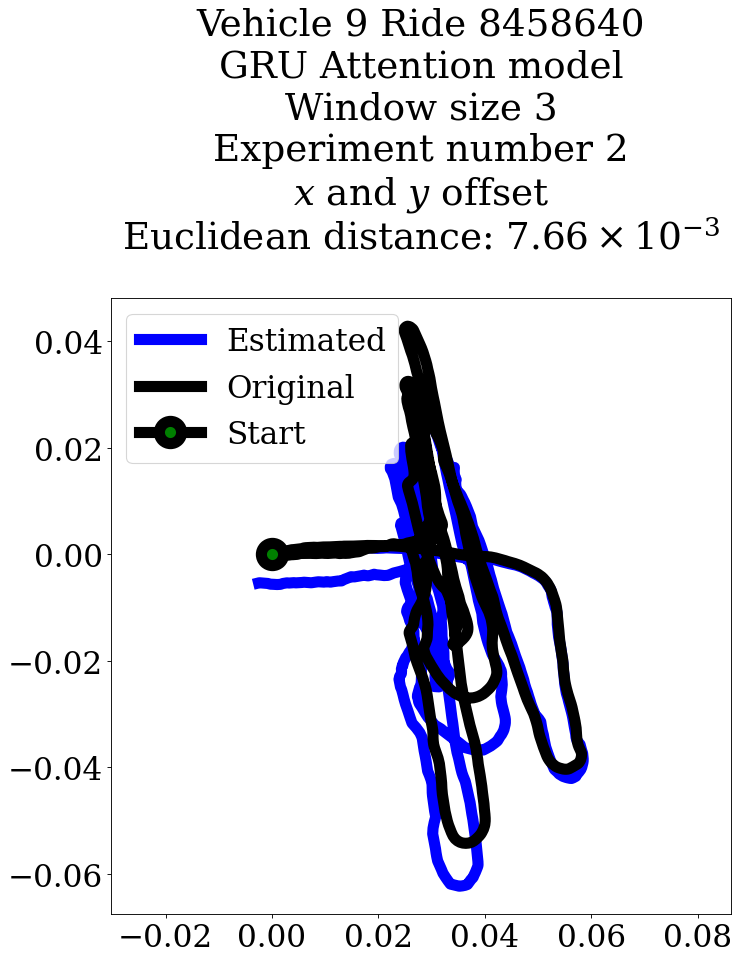 Vehicle 9 Ride 8458640
GRU Attention model
Window size 3
Experiment number 2
x and y offset
Euclidean distance: 7.66 × 10⁻³
Estimated
Original
Start
0.04
0.02
0.00
−0.02
−0.04
−0.06
−0.02 0.00 0.02 0.04 0.06 0.08